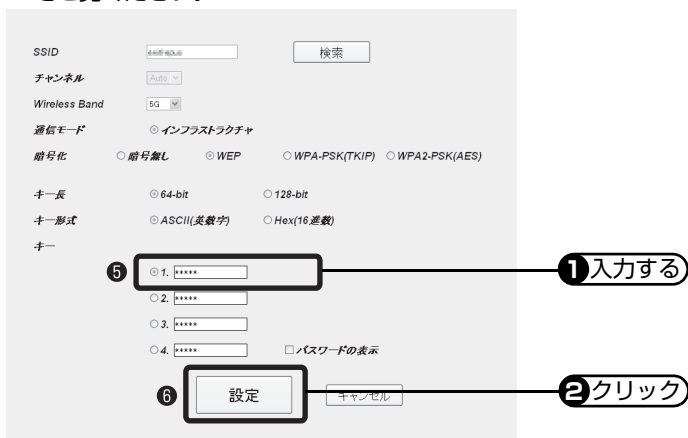 SSID 検索
チャンネル Auto
Wireless Band 5G
通信モード インフラストラクチャ
暗号化 暗号無し WEP WPA-PSK(TKIP) WPA2-PSK(AES)
キー長 64-bit 128-bit
キー形式 ASCII(英数字) Hex(16進数)
キー
❺ 1. ***** ❶入力する
2. *****
3. *****
4. ***** パスワードの表示
❻ 設定 キャンセル ❷クリック